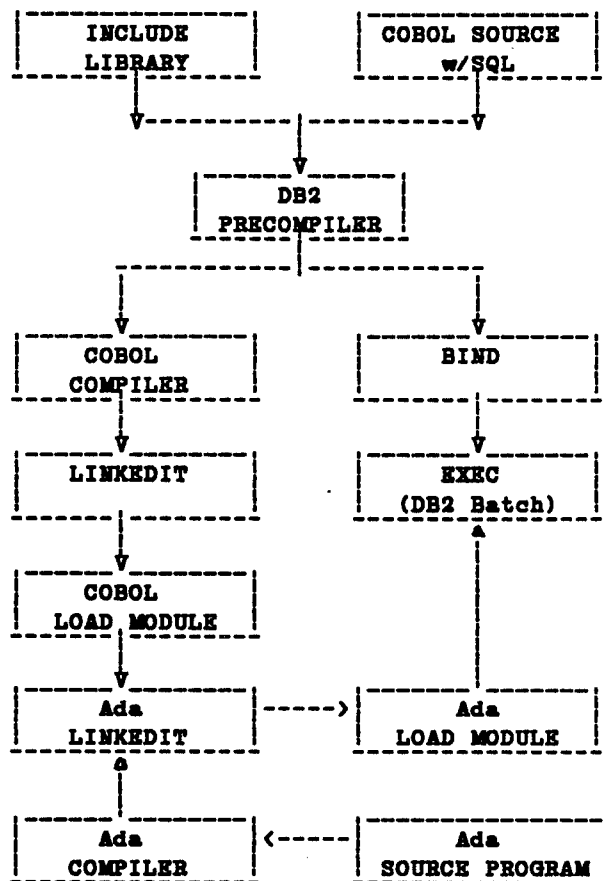 INCLUDE
LIBRARY
COBOL SOURCE
w/SQL
DB2
PRECOMPILER
COBOL
COMPILER
BIND
LINKEDIT
EXEC
(DB2 Batch)
COBOL
LOAD MODULE
Ada
LINKEDIT
Ada
LOAD MODULE
Ada
COMPILER
Ada
SOURCE PROGRAM